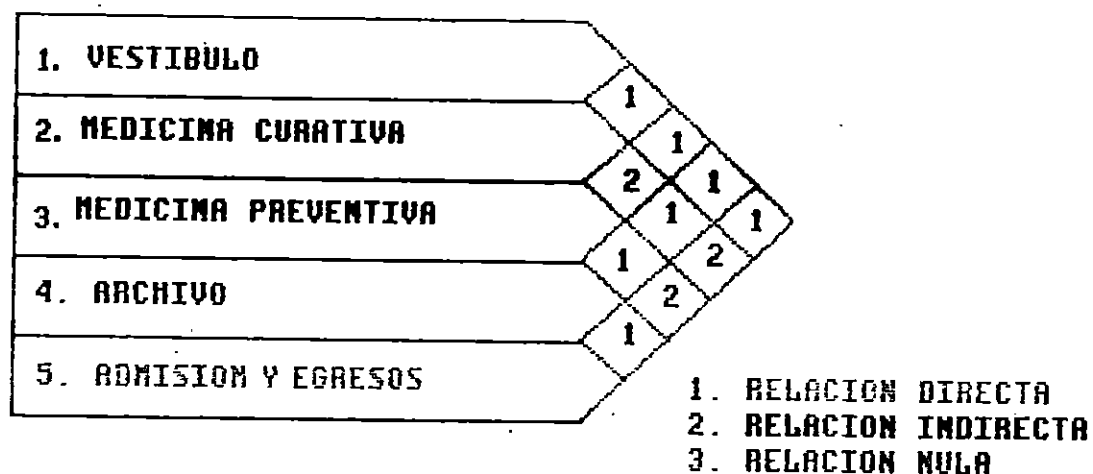 1. VESTIBULO
1
2. MEDICINA CURATIVA
1
2 1
3. MEDICINA PREVENTIVA
1 1
1 2
4. ARCHIVO
2
1
5. ADMISION Y EGRESOS
1. RELACION DIRECTA
2. RELACION INDIRECTA
3. RELACION NULA